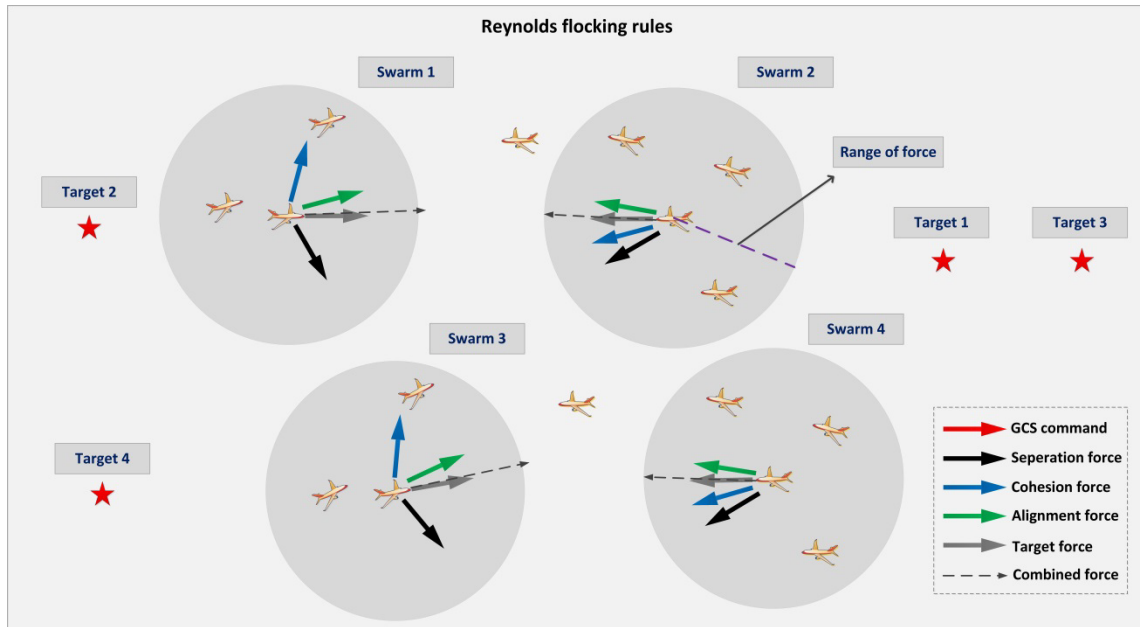 Reynolds flocking rules
Swarm 1
Swarm 2
Range of force
Target 2
Target 1
Target 3
Swarm 3
Swarm 4
Target 4
GCS command
Seperation force
Cohesion force
Alignment force
Target force
Combined force